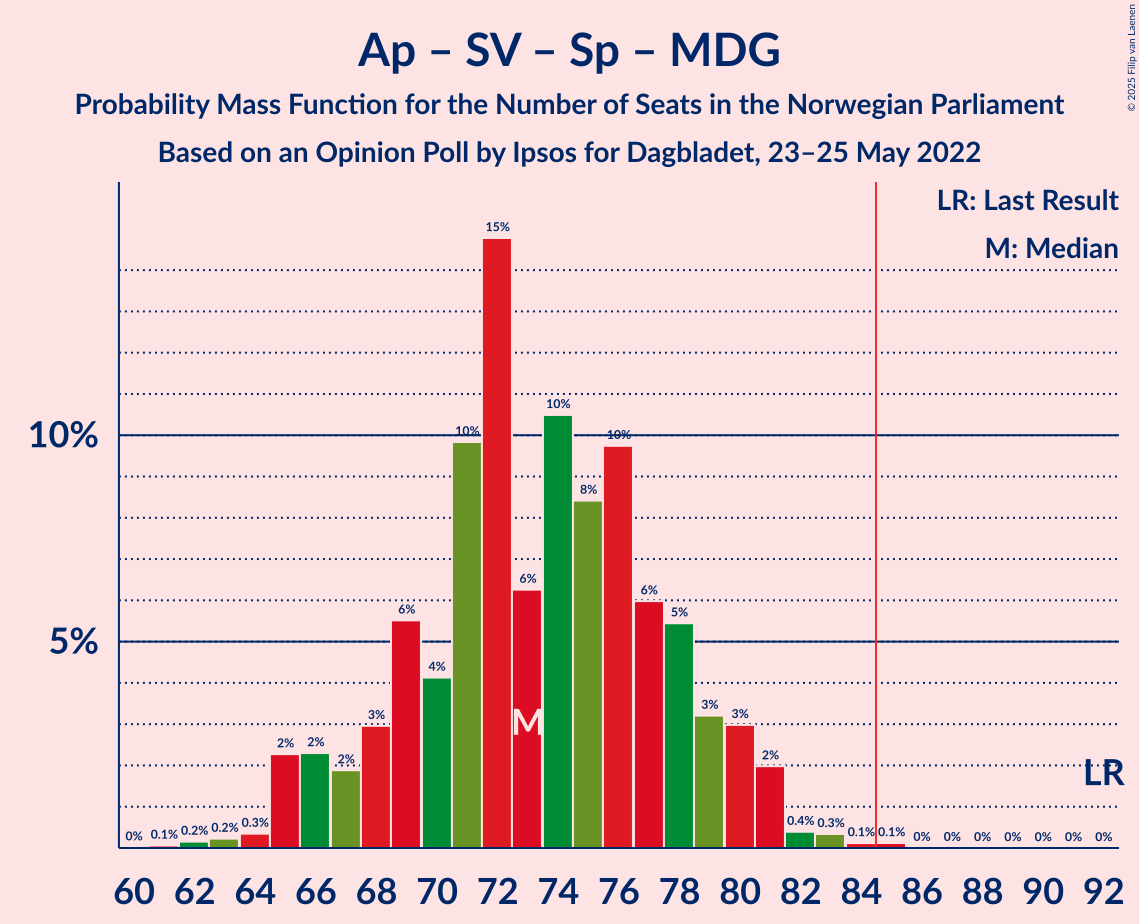 Ap – SV – Sp – MDG
Probability Mass Function for the Number of Seats in the Norwegian Parliament
Based on an Opinion Poll by Ipsos for Dagbladet, 23–25 May 2022
© 2025 Filip van Laenen
LR: Last Result
M: Median
10%
5%
0% 0.1% 0.2% 0.2% 0.3% 2% 2% 2% 3% 6% 4% 10% 15% 6% 10% 8% 10% 6% 5% 3% 3% 2% 0.4% 0.3% 0.1% 0.1% 0% 0% 0% 0% 0% 0% 0%
M
LR
60 62 64 66 68 70 72 74 76 78 80 82 84 86 88 90 92